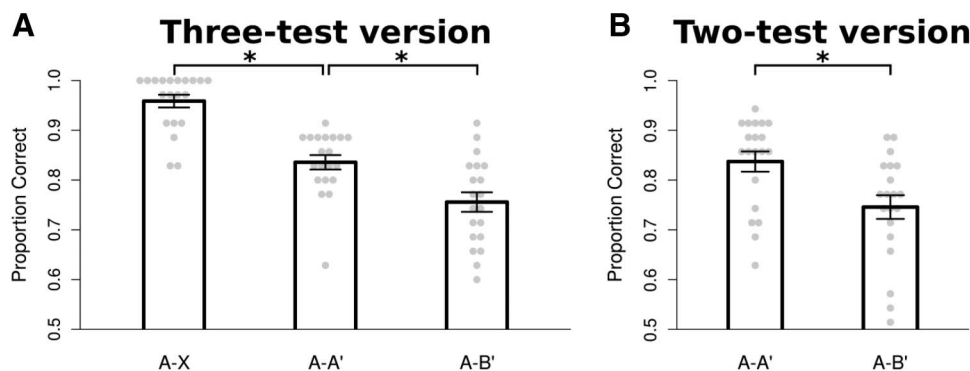 A Three-test version
* *
Proportion Correct
1.0
0.9
0.8
0.7
0.6
0.5
A-X A-A' A-B'
B Two-test version
*
Proportion Correct
1.0
0.9
0.8
0.7
0.6
0.5
A-A' A-B'